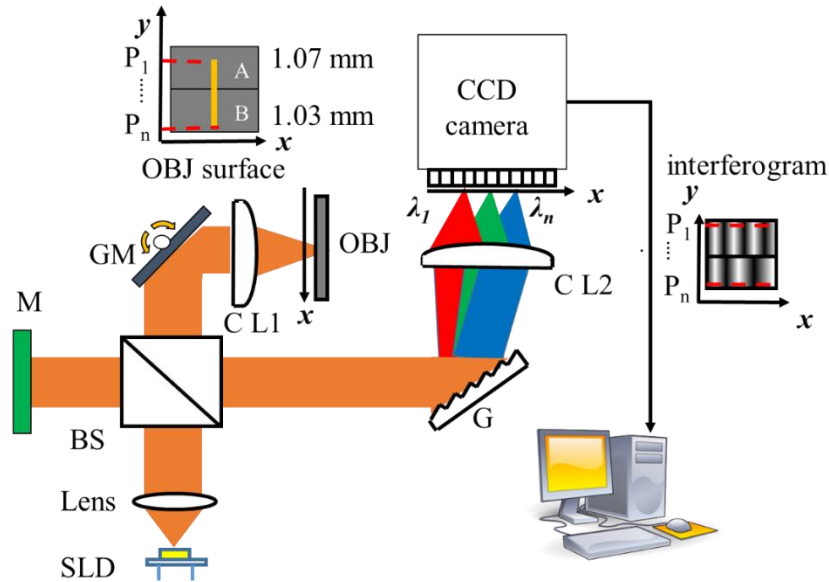 y
P1
A
1.07 mm
B
Pn
1.03 mm
x
OBJ surface
CCD
camera
λ1
λn
x
interferogram
y
P1
Pn
x
GM
OBJ
C L1
x
C L2
M
BS
G
Lens
SLD